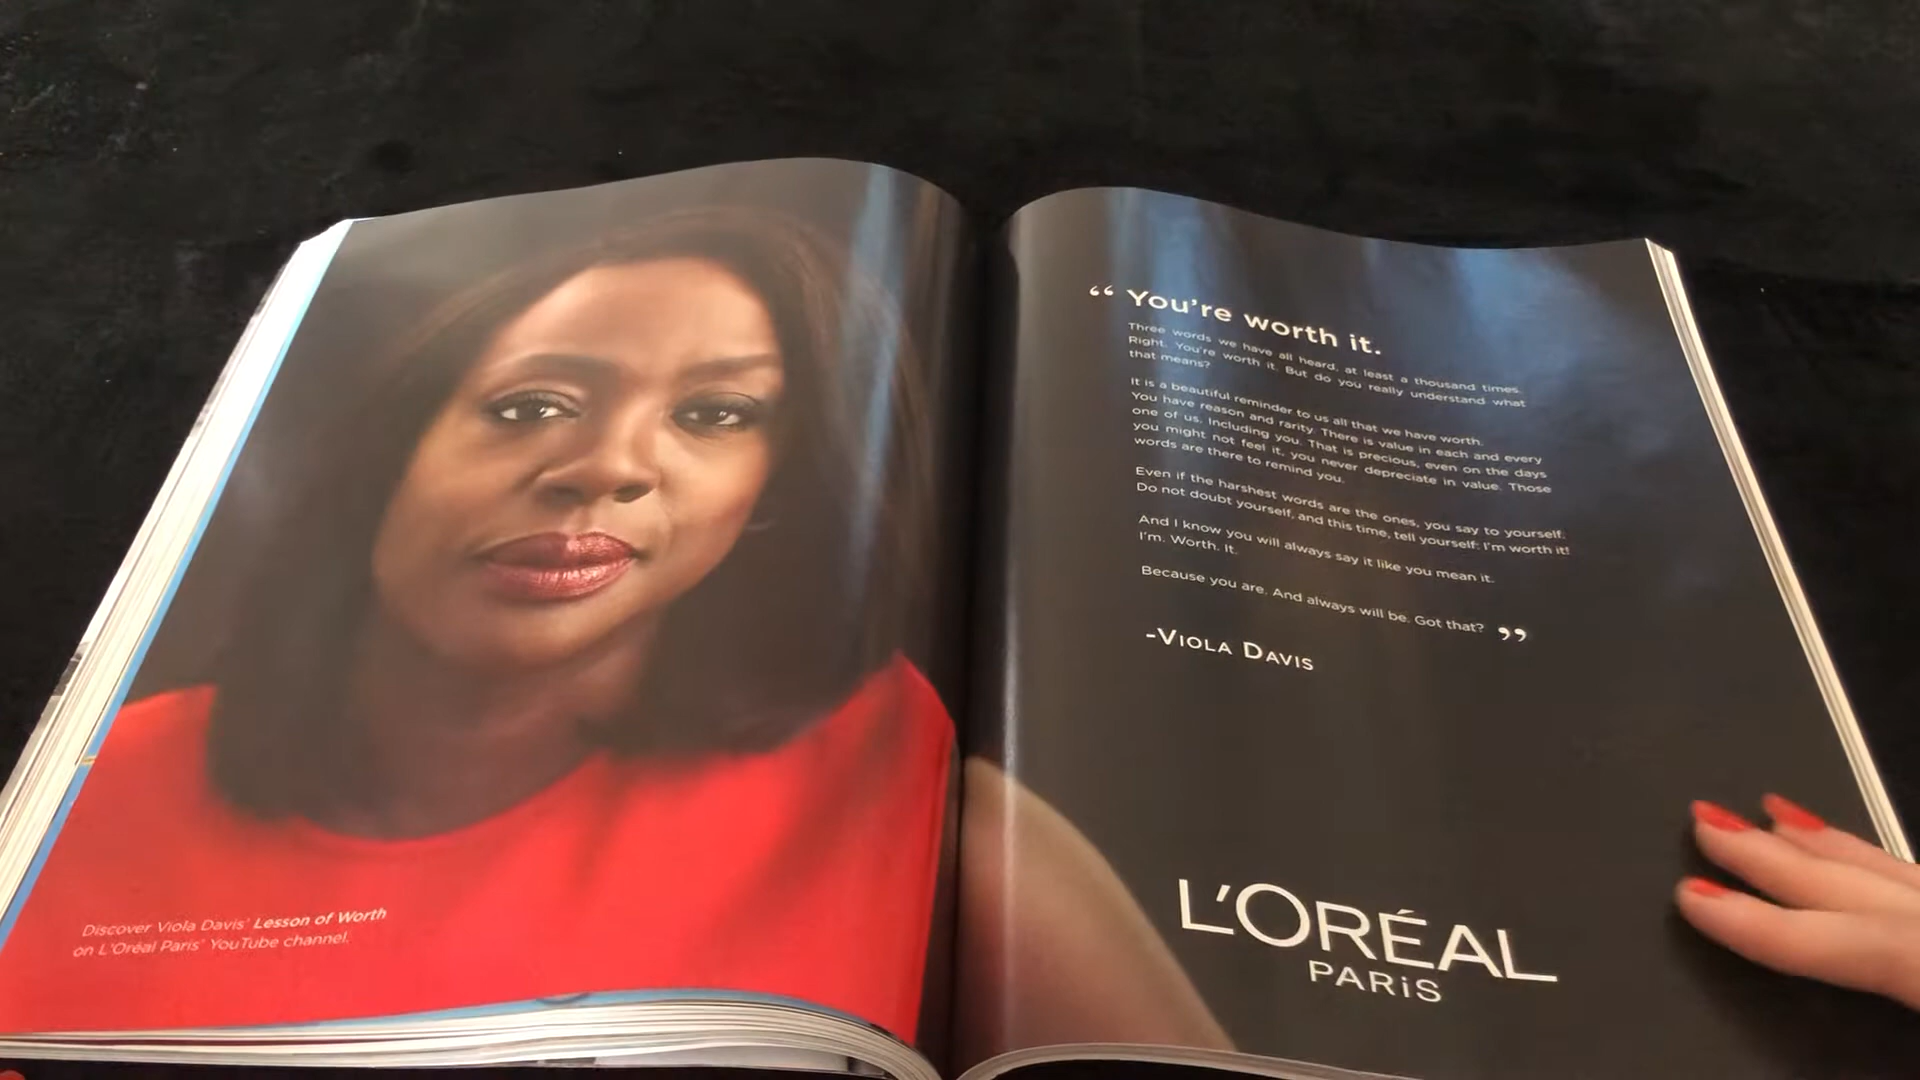 Discover Viola Davis' Lesson of Worth
on L'Oréal Paris' YouTube channel.
“ You're worth it.
Three words we have all heard, at least a thousand times.
Right. You're worth it. But do you really understand what
that means?
It is a beautiful reminder to us all that we have worth.
You have reason and rarity. There is value in each and every
one of us. Including you. That is precious, even on the days
you might not feel it, you never depreciate in value. Those
words are there to remind you.
Even if the harshest words are the ones, you say to yourself.
Do not doubt yourself, and this time, tell yourself: I'm worth it!
And I know you will always say it like you mean it.
I'm. Worth. It.
Because you are. And always will be. Got that? ”
-VIOLA DAVIS
L'ORÉAL
PARiS